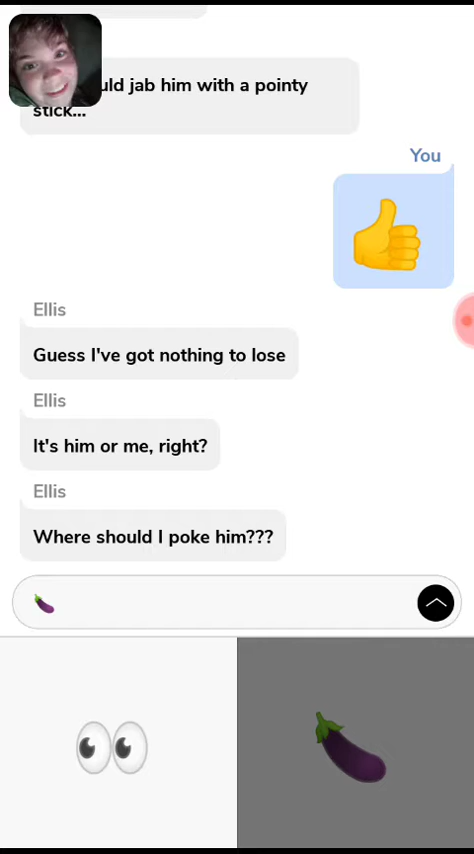 uld jab him with a pointy
stick...
You
Ellis
Guess I've got nothing to lose
Ellis
It's him or me, right?
Ellis
Where should I poke him???